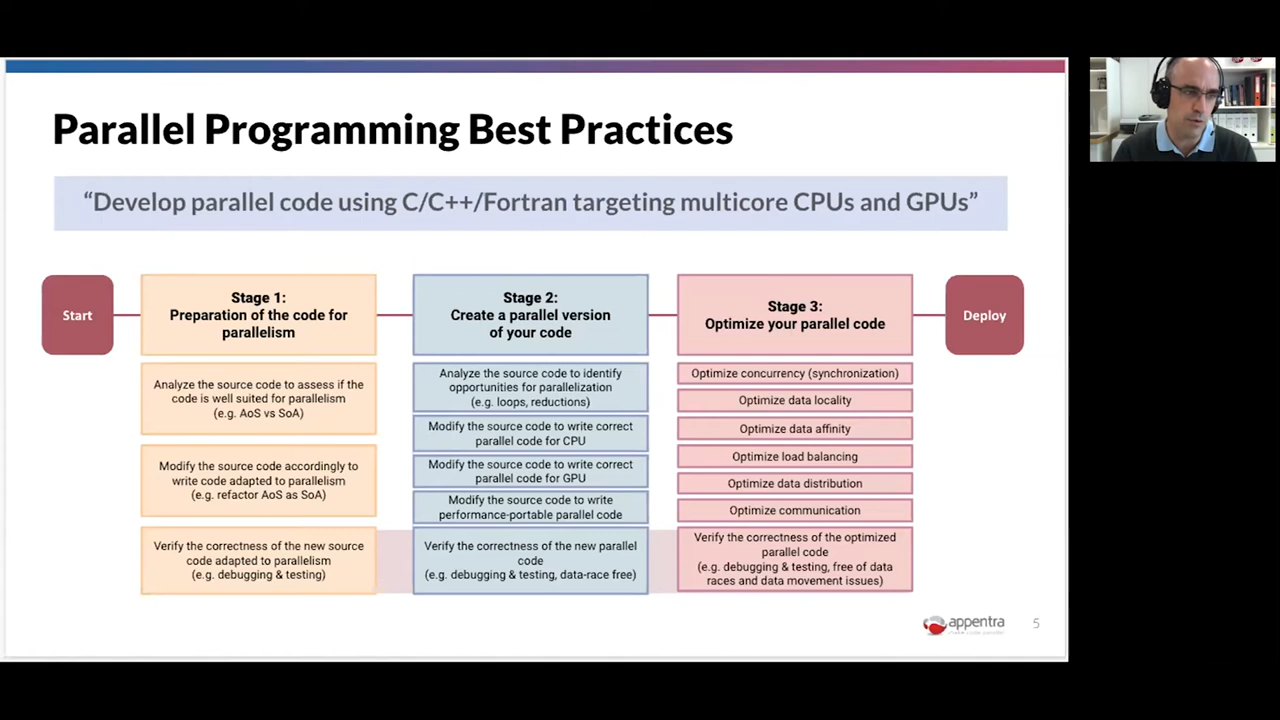 Parallel Programming Best Practices
“Develop parallel code using C/C++/Fortran targeting multicore CPUs and GPUs”
Start
Stage 1:
Preparation of the code for
parallelism
Analyze the source code to assess if the
code is well suited for parallelism
(e.g. AoS vs SoA)
Modify the source code accordingly to
write code adapted to parallelism
(e.g. refactor AoS as SoA)
Verify the correctness of the new source
code adapted to parallelism
(e.g. debugging & testing)
Stage 2:
Create a parallel version
of your code
Analyze the source code to identify
opportunities for parallelization
(e.g. loops, reductions)
Modify the source code to write correct
parallel code for CPU
Modify the source code to write correct
parallel code for GPU
Modify the source code to write
performance-portable parallel code
Verify the correctness of the new parallel
code
(e.g. debugging & testing, data-race free)
Stage 3:
Optimize your parallel code
Optimize concurrency (synchronization)
Optimize data locality
Optimize data affinity
Optimize load balancing
Optimize data distribution
Optimize communication
Verify the correctness of the optimized
parallel code
(e.g. debugging & testing, free of data
races and data movement issues)
Deploy
appentra
5